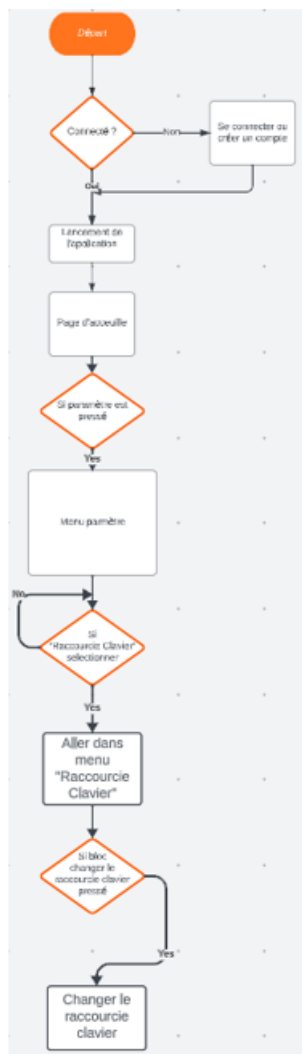 Départ
Connecté ?
Non
Se connecter ou
créer un compte
Oui
Lancement de
l'application
Page d'acceuille
Si paramètre est
pressé
Yes
Menu parmètre
No
Si
"Raccourcie Clavier"
selectionner
Yes
Aller dans
menu
"Raccourcie
Clavier"
Si bloc
changer le
raccourcie clavier
pressé
Yes
Changer le
raccourcie
clavier